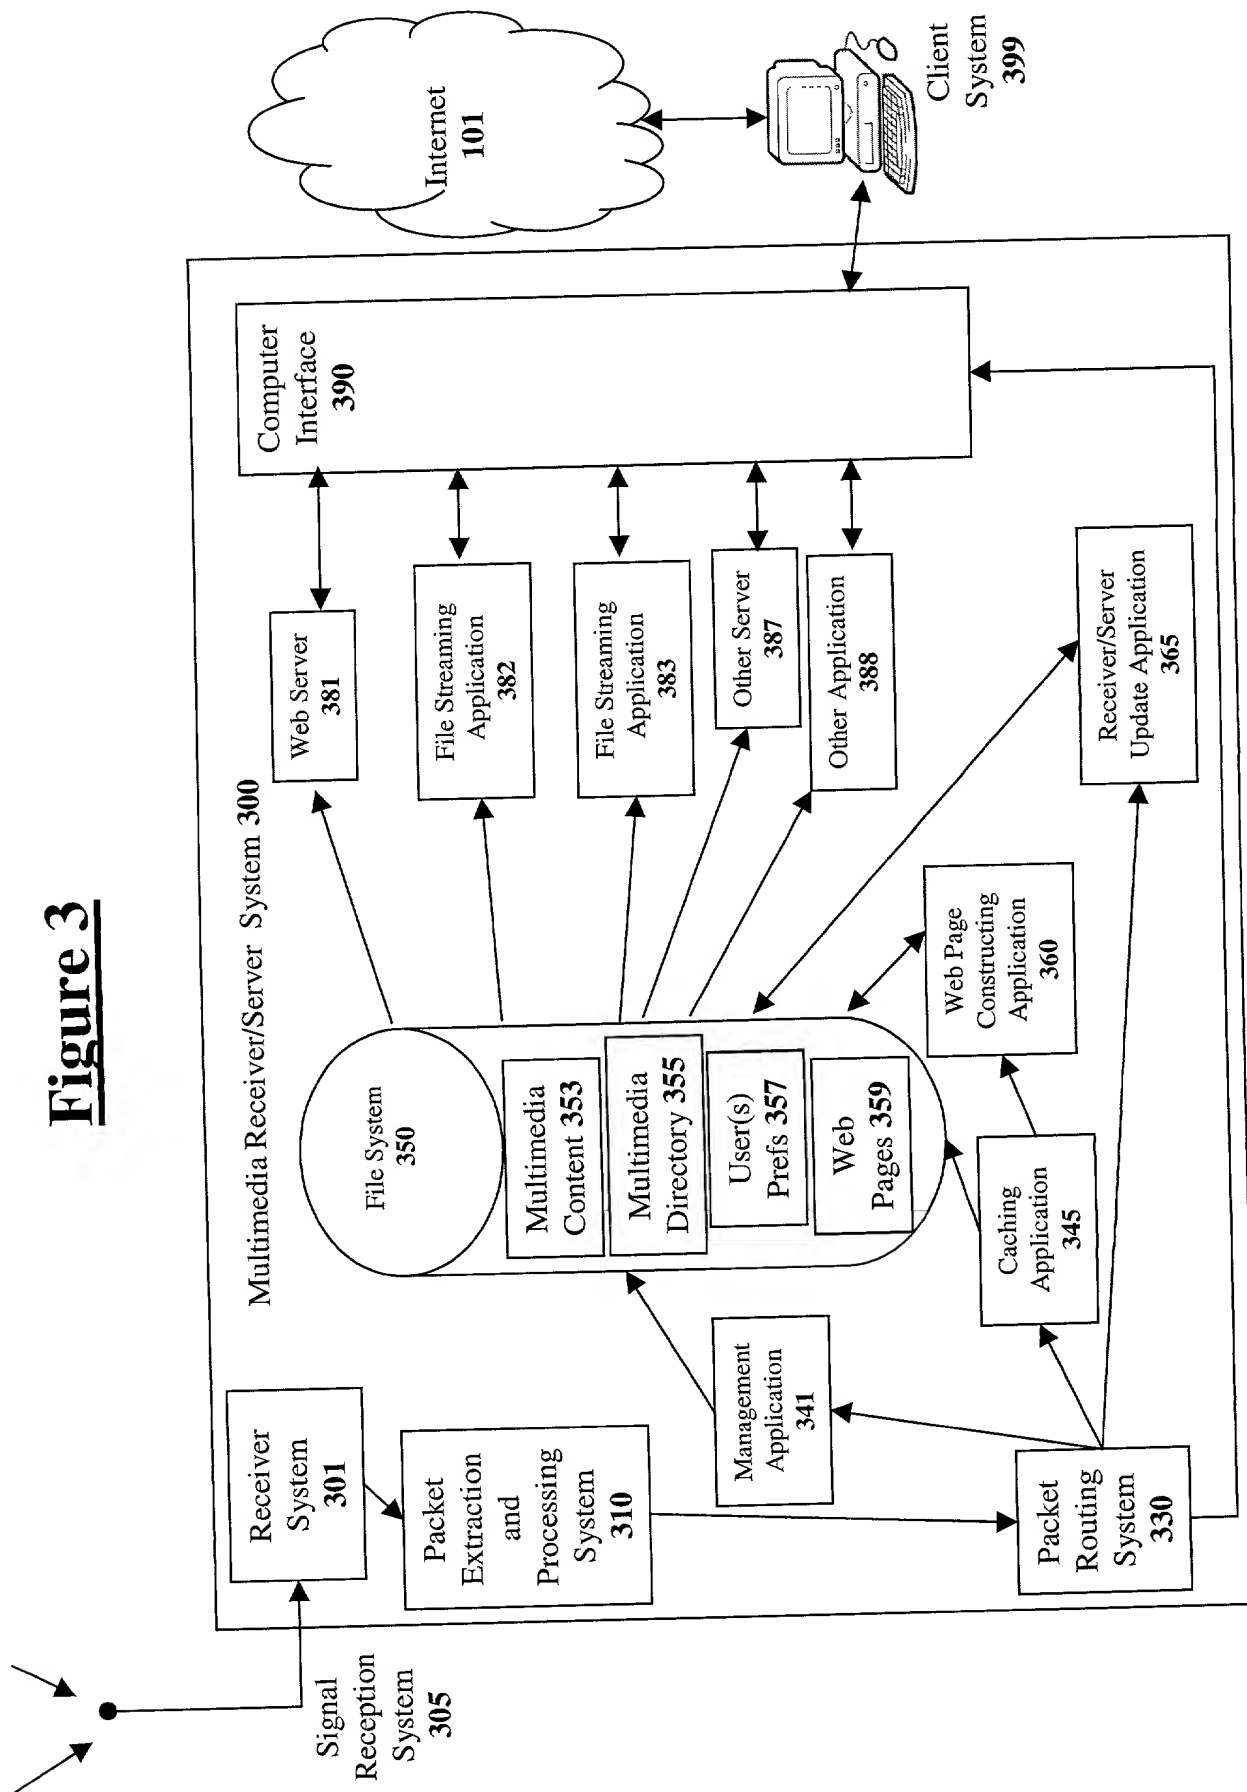 Figure 3
Multimedia Receiver/Server System 300
Signal
Reception
System
305
Receiver
System
301
Packet
Extraction
and
Processing
System
310
Packet
Routing
System
330
Management
Application
341
Caching
Application
345
File System
350
Multimedia
Content 353
Multimedia
Directory 355
User(s)
Prefs 357
Web
Pages 359
Web Page
Constructing
Application
360
Receiver/Server
Update Application
365
Web Server
381
File Streaming
Application
382
File Streaming
Application
383
Other Server
387
Other Application
388
Computer
Interface
390
Internet
101
Client
System
399